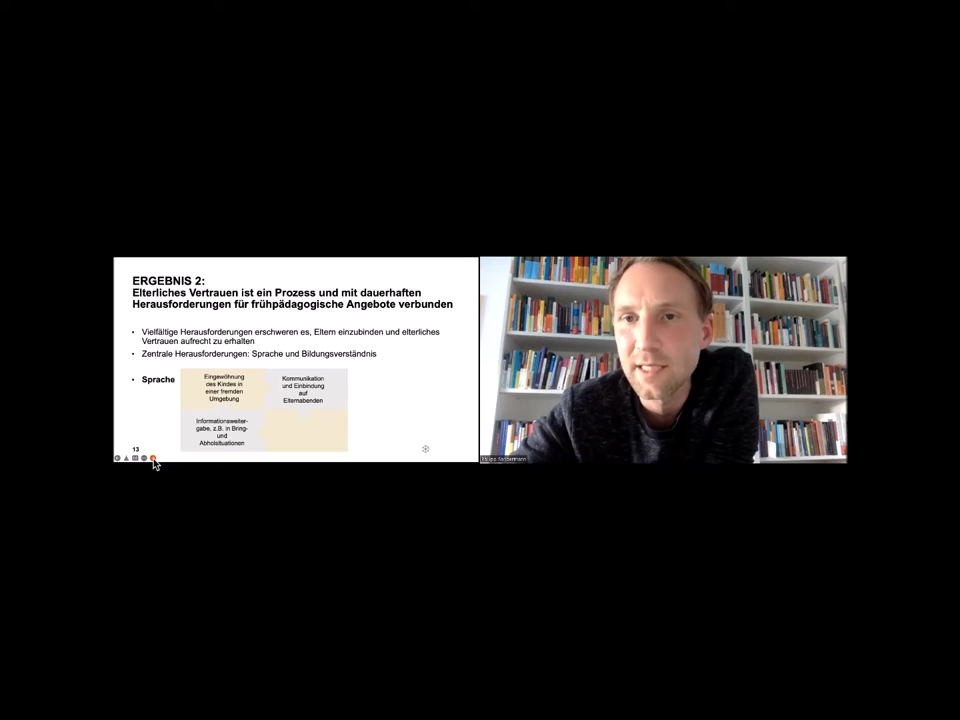 ERGEBNIS 2:
Elterliches Vertrauen ist ein Prozess und mit dauerhaften
Herausforderungen für frühpädagogische Angebote verbunden
• Vielfältige Herausforderungen erschweren es, Eltern einzubinden und elterliches
Vertrauen aufrecht zu erhalten
• Zentrale Herausforderungen: Sprache und Bildungsverständnis
• Sprache
Eingewöhnung
des Kindes in
einer fremden
Umgebung
Kommunikation
und Einbindung
auf
Elternabenden
Informationsweiter-
gabe, z.B. in Bring-
und
Abholsituationen
13
Philipp Sandermann